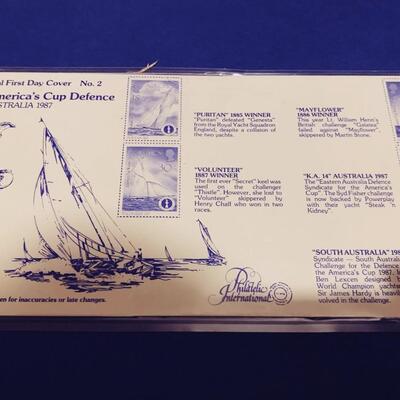 al First Day Cover No. 2
merica's Cup Defence
STRALIA 1987
"PURITAN" 1885 WINNER
"Puritan" defeated "Genesta"
from the Royal Yacht Squadron
England, despite a collision of
the two yachts.
"MAYFLOWER"
1886 WINNER
This year Lt. William Henn's
British challenge "Galatea"
failed against "Mayflower",
skippered by Martin Stone.
"VOLUNTEER"
1887 WINNER
The first ever "Secret" keel was
used on the challenger
"Thistle". However, she lost to
"Volunteer" skippered by
Henry Chaff who won in two
races.
"K.A. 14" AUSTRALIA 1987
The "Eastern Australia Defence
Syndicate for the America's
Cup". The Syd Fisher challenge
is now backed by Powerplay
with their yacht "Steak 'n
Kidney".
"SOUTH AUSTRALIA" 198
Syndicate — South Austral
Challenge for the Defence
the America's Cup 1987.
Ben Lexcen designed b
World Champion yachts
Sir James Hardy is heavil
volved in the challenge.
Philatelic
International
en for inaccuracies or late changes.